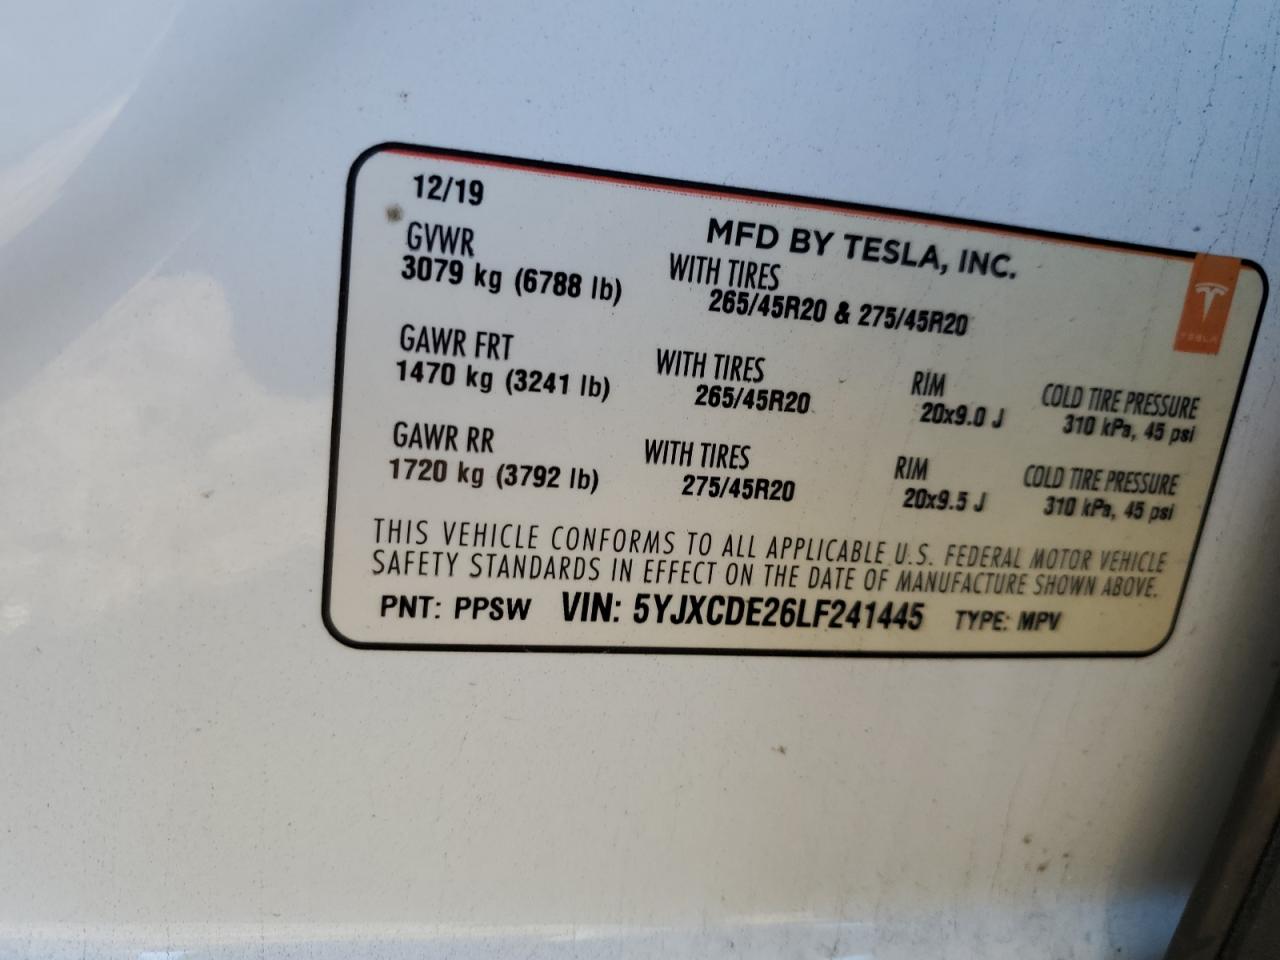 12/19
MFD BY TESLA, INC.
GVWR
3079 kg (6788 lb)
WITH TIRES
265/45R20 & 275/45R20
TESLA
GAWR FRT
1470 kg (3241 lb)
WITH TIRES
265/45R20
RIM
20x9.0 J
COLD TIRE PRESSURE
310 kPa, 45 psi
GAWR RR
1720 kg (3792 lb)
WITH TIRES
275/45R20
RIM
20x9.5 J
COLD TIRE PRESSURE
310 kPa, 45 psi
THIS VEHICLE CONFORMS TO ALL APPLICABLE U.S. FEDERAL MOTOR VEHICLE
SAFETY STANDARDS IN EFFECT ON THE DATE OF MANUFACTURE SHOWN ABOVE.
PNT: PPSW VIN: 5YJXCDE26LF241445 TYPE: MPV